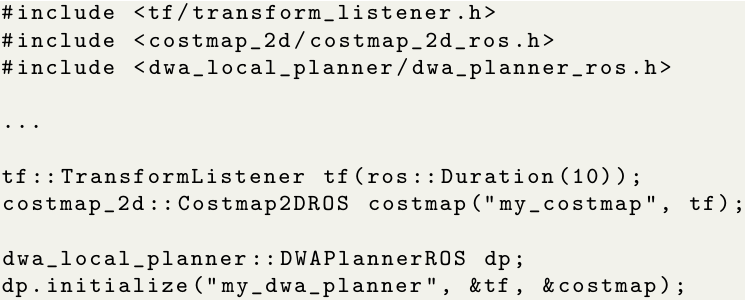 #include <tf/transform_listener.h>
#include <costmap_2d/costmap_2d_ros.h>
#include <dwa_local_planner/dwa_planner_ros.h>
...
tf::TransformListener tf(ros::Duration(10));
costmap_2d::Costmap2DROS costmap("my_costmap", tf);
dwa_local_planner::DWAPlannerROS dp;
dp.initialize("my_dwa_planner", &tf, &costmap);